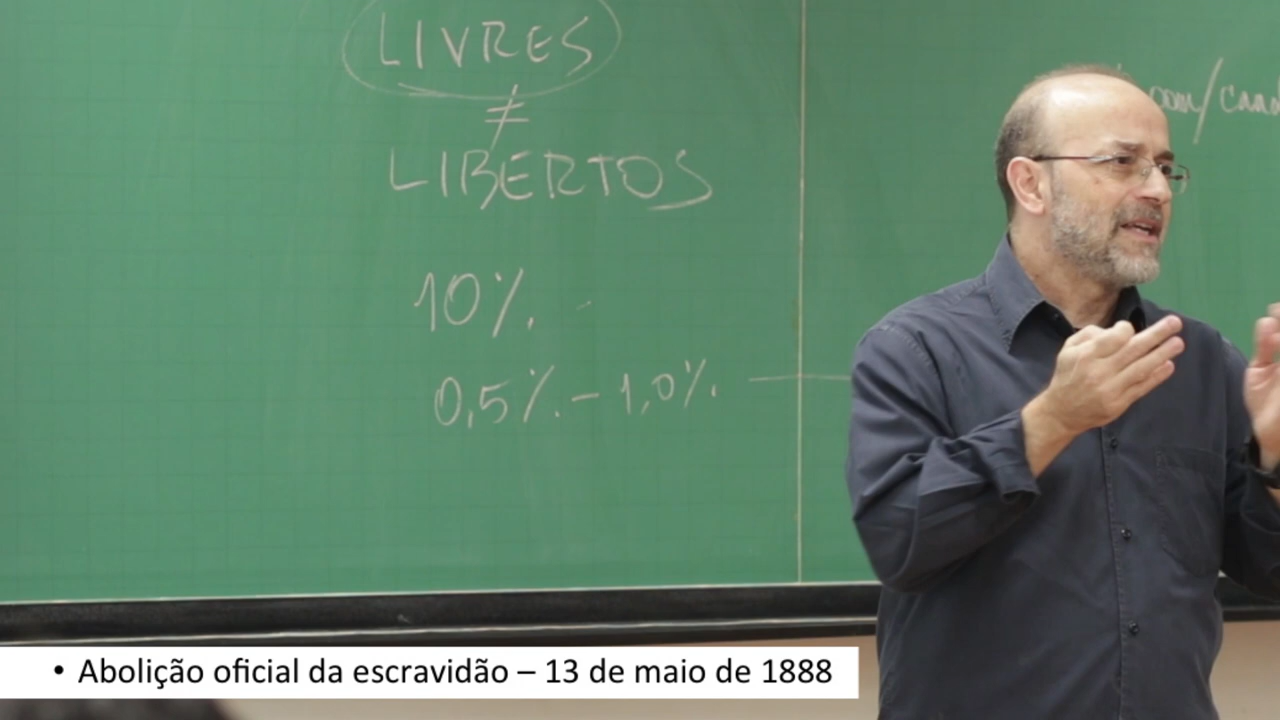 LIVRES
≠
LIBERTOS
10%. -
0,5%. - 1,0%.
• Abolição oficial da escravidão – 13 de maio de 1888